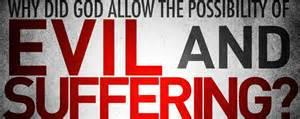 WHY DID GOD ALLOW THE POSSIBILITY OF
EVIL AND
SUFFERING?